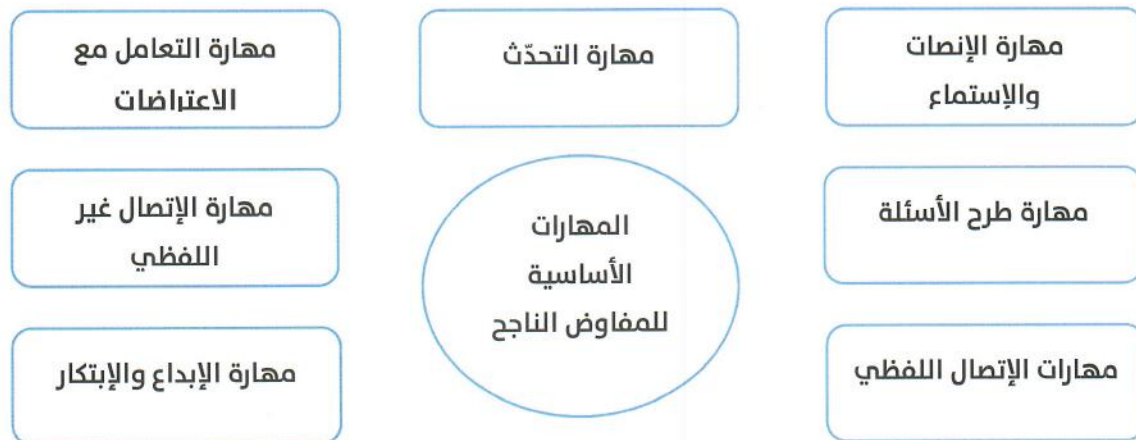 مهارة الإنصات
والإستماع
مهارة التحدّث
مهارة التعامل مع
الاعتراضات
مهارة طرح الأسئلة
المهارات
الأساسية
للمفاوض الناجح
مهارة الإتصال غير
اللفظي
مهارات الإتصال اللفظي
مهارة الإبداع والإبتكار